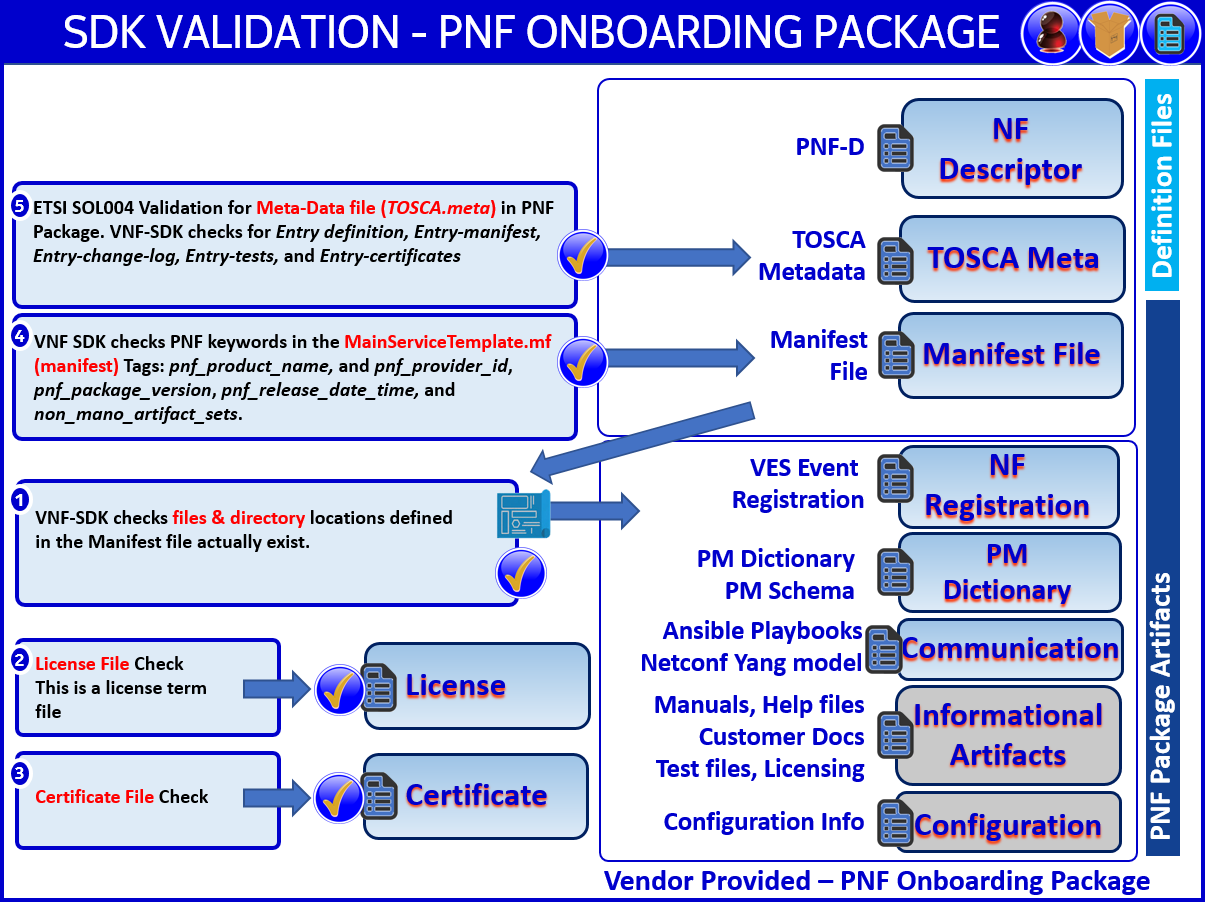 SDK VALIDATION - PNF ONBOARDING PACKAGE
5
ETSI SOL004 Validation for Meta-Data file (TOSCA.meta) in PNF
Package. VNF-SDK checks for Entry definition, Entry-manifest,
Entry-change-log, Entry-tests, and Entry-certificates
4
VNF SDK checks PNF keywords in the MainServiceTemplate.mf
(manifest) Tags: pnf_product_name, and pnf_provider_id,
pnf_package_version, pnf_release_date_time, and
non_mano_artifact_sets.
1
VNF-SDK checks files & directory locations defined
in the Manifest file actually exist.
2
License File Check
This is a license term
file
License
3
Certificate File Check
Certificate
PNF-D
NF
Descriptor
TOSCA
Metadata
TOSCA Meta
Manifest
File
Manifest File
VES Event
Registration
NF
Registration
PM Dictionary
PM Schema
PM
Dictionary
Ansible Playbooks
Netconf Yang model
Communication
Manuals, Help files
Customer Docs
Test files, Licensing
Informational
Artifacts
Configuration Info
Configuration
Definition Files
PNF Package Artifacts
Vendor Provided – PNF Onboarding Package